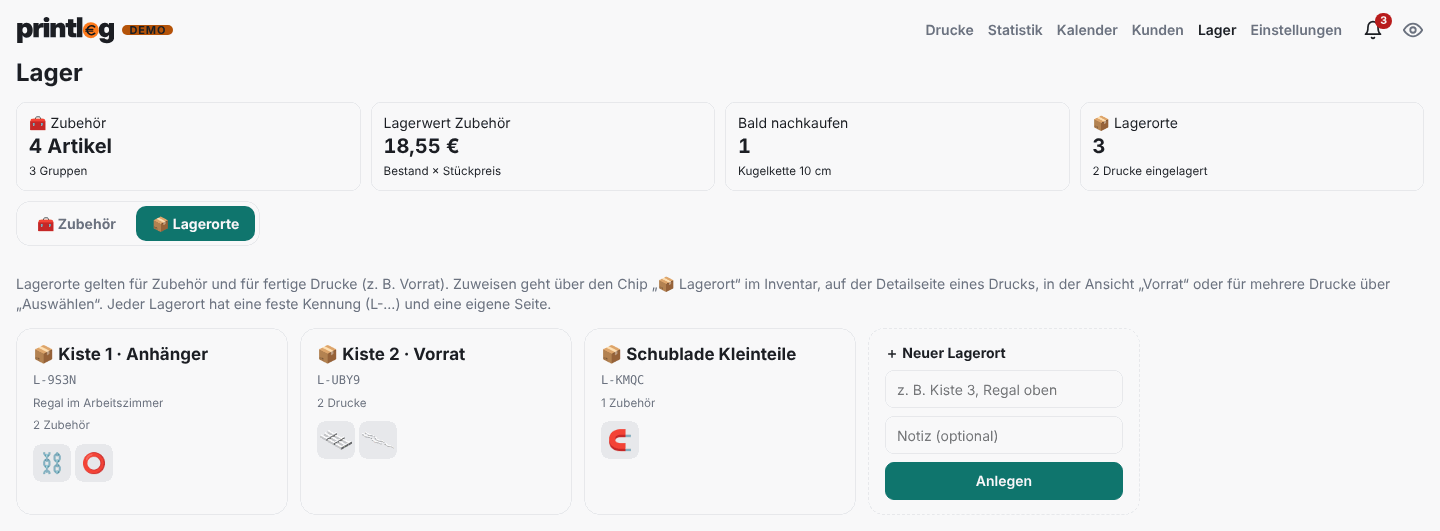 printl€g DEMO
Drucke Statistik Kalender Kunden Lager Einstellungen 3
Lager
🧰 Zubehör
4 Artikel
3 Gruppen
Lagerwert Zubehör
18,55 €
Bestand × Stückpreis
Bald nachkaufen
1
Kugelkette 10 cm
📦 Lagerorte
3
2 Drucke eingelagert
🧰 Zubehör 📦 Lagerorte
Lagerorte gelten für Zubehör und für fertige Drucke (z. B. Vorrat). Zuweisen geht über den Chip „📦 Lagerort“ im Inventar, auf der Detailseite eines Drucks, in der Ansicht „Vorrat“ oder für mehrere Drucke über
„Auswählen“. Jeder Lagerort hat eine feste Kennung (L-…) und eine eigene Seite.
📦 Kiste 1 · Anhänger
L-9S3N
Regal im Arbeitszimmer
2 Zubehör
📦 Kiste 2 · Vorrat
L-UBY9
2 Drucke
📦 Schublade Kleinteile
L-KMQC
1 Zubehör
+ Neuer Lagerort
z. B. Kiste 3, Regal oben
Notiz (optional)
Anlegen